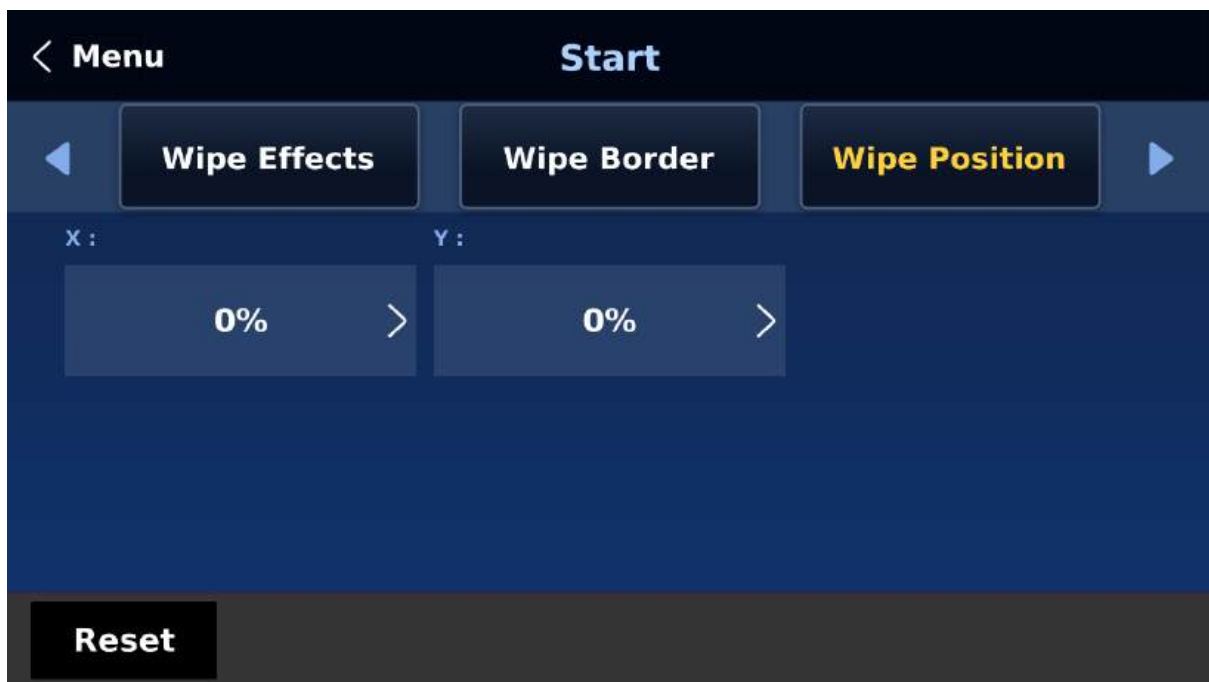 Menu
Start
Wipe Effects
Wipe Border
Wipe Position
X :
Y :
0%
0%
Reset